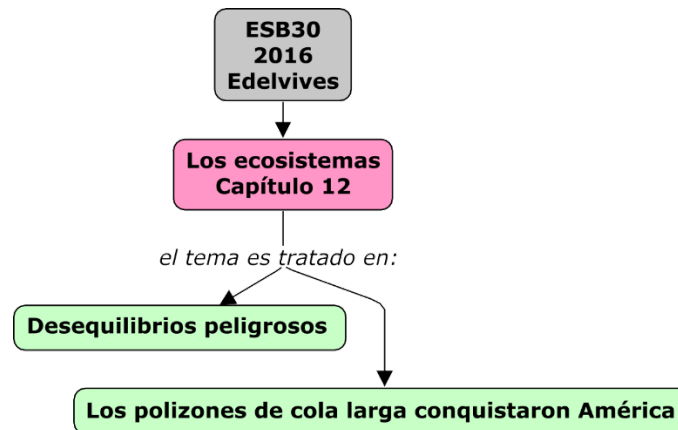 ESB30
2016
Edelvives
Los ecosistemas
Capítulo 12
el tema es tratado en:
Desequilibrios peligrosos
Los polizones de cola larga conquistaron América